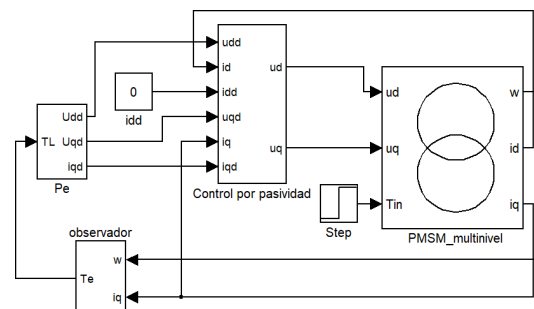 udd
id
idd
uqd
iq
iqd
ud
uq
Control por pasividad
0
idd
TL
Udd
Uqd
iqd
Pe
ud
uq
Tin
w
id
iq
PMSM_multinivel
Step
observador
Te
w
iq